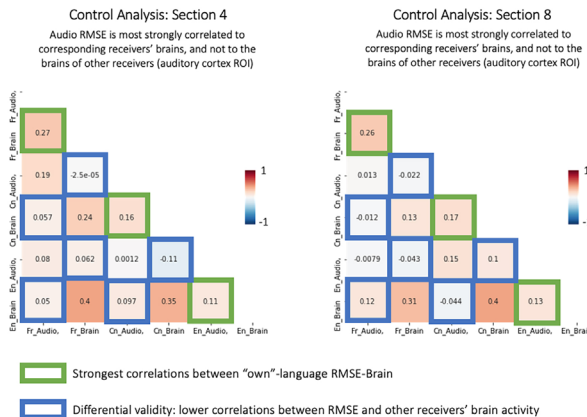 Control Analysis: Section 4
Audio RMSE is most strongly correlated to
corresponding receivers' brains, and not to the
brains of other receivers (auditory cortex ROI)
Fr_Audio,
Fr_Brain
0.27
Cn_Audio,
0.19 -2.5e-05
Cn_Brain
0.057 0.24 0.16
En_Audio,
0.08 0.062 0.0012 -0.11
En_Brain
0.05 0.4 0.097 0.35 0.11
Fr_Audio, Fr_Brain Cn_Audio, Cn_Brain En_Audio, En_Brain
1
-1
Control Analysis: Section 8
Audio RMSE is most strongly correlated to
corresponding receivers' brains, and not to the
brains of other receivers (auditory cortex ROI)
Fr_Audio,
Fr_Brain
0.26
Cn_Audio,
0.013 -0.022
Cn_Brain
-0.012 0.13 0.17
En_Audio,
-0.0079 -0.043 0.15 0.1
En_Brain
0.12 0.31 -0.044 0.4 0.13
Fr_Audio, Fr_Brain Cn_Audio, Cn_Brain En_Audio, En_Brain
1
-1
Strongest correlations between "own"-language RMSE-Brain
Differential validity: lower correlations between RMSE and other receivers' brain activity